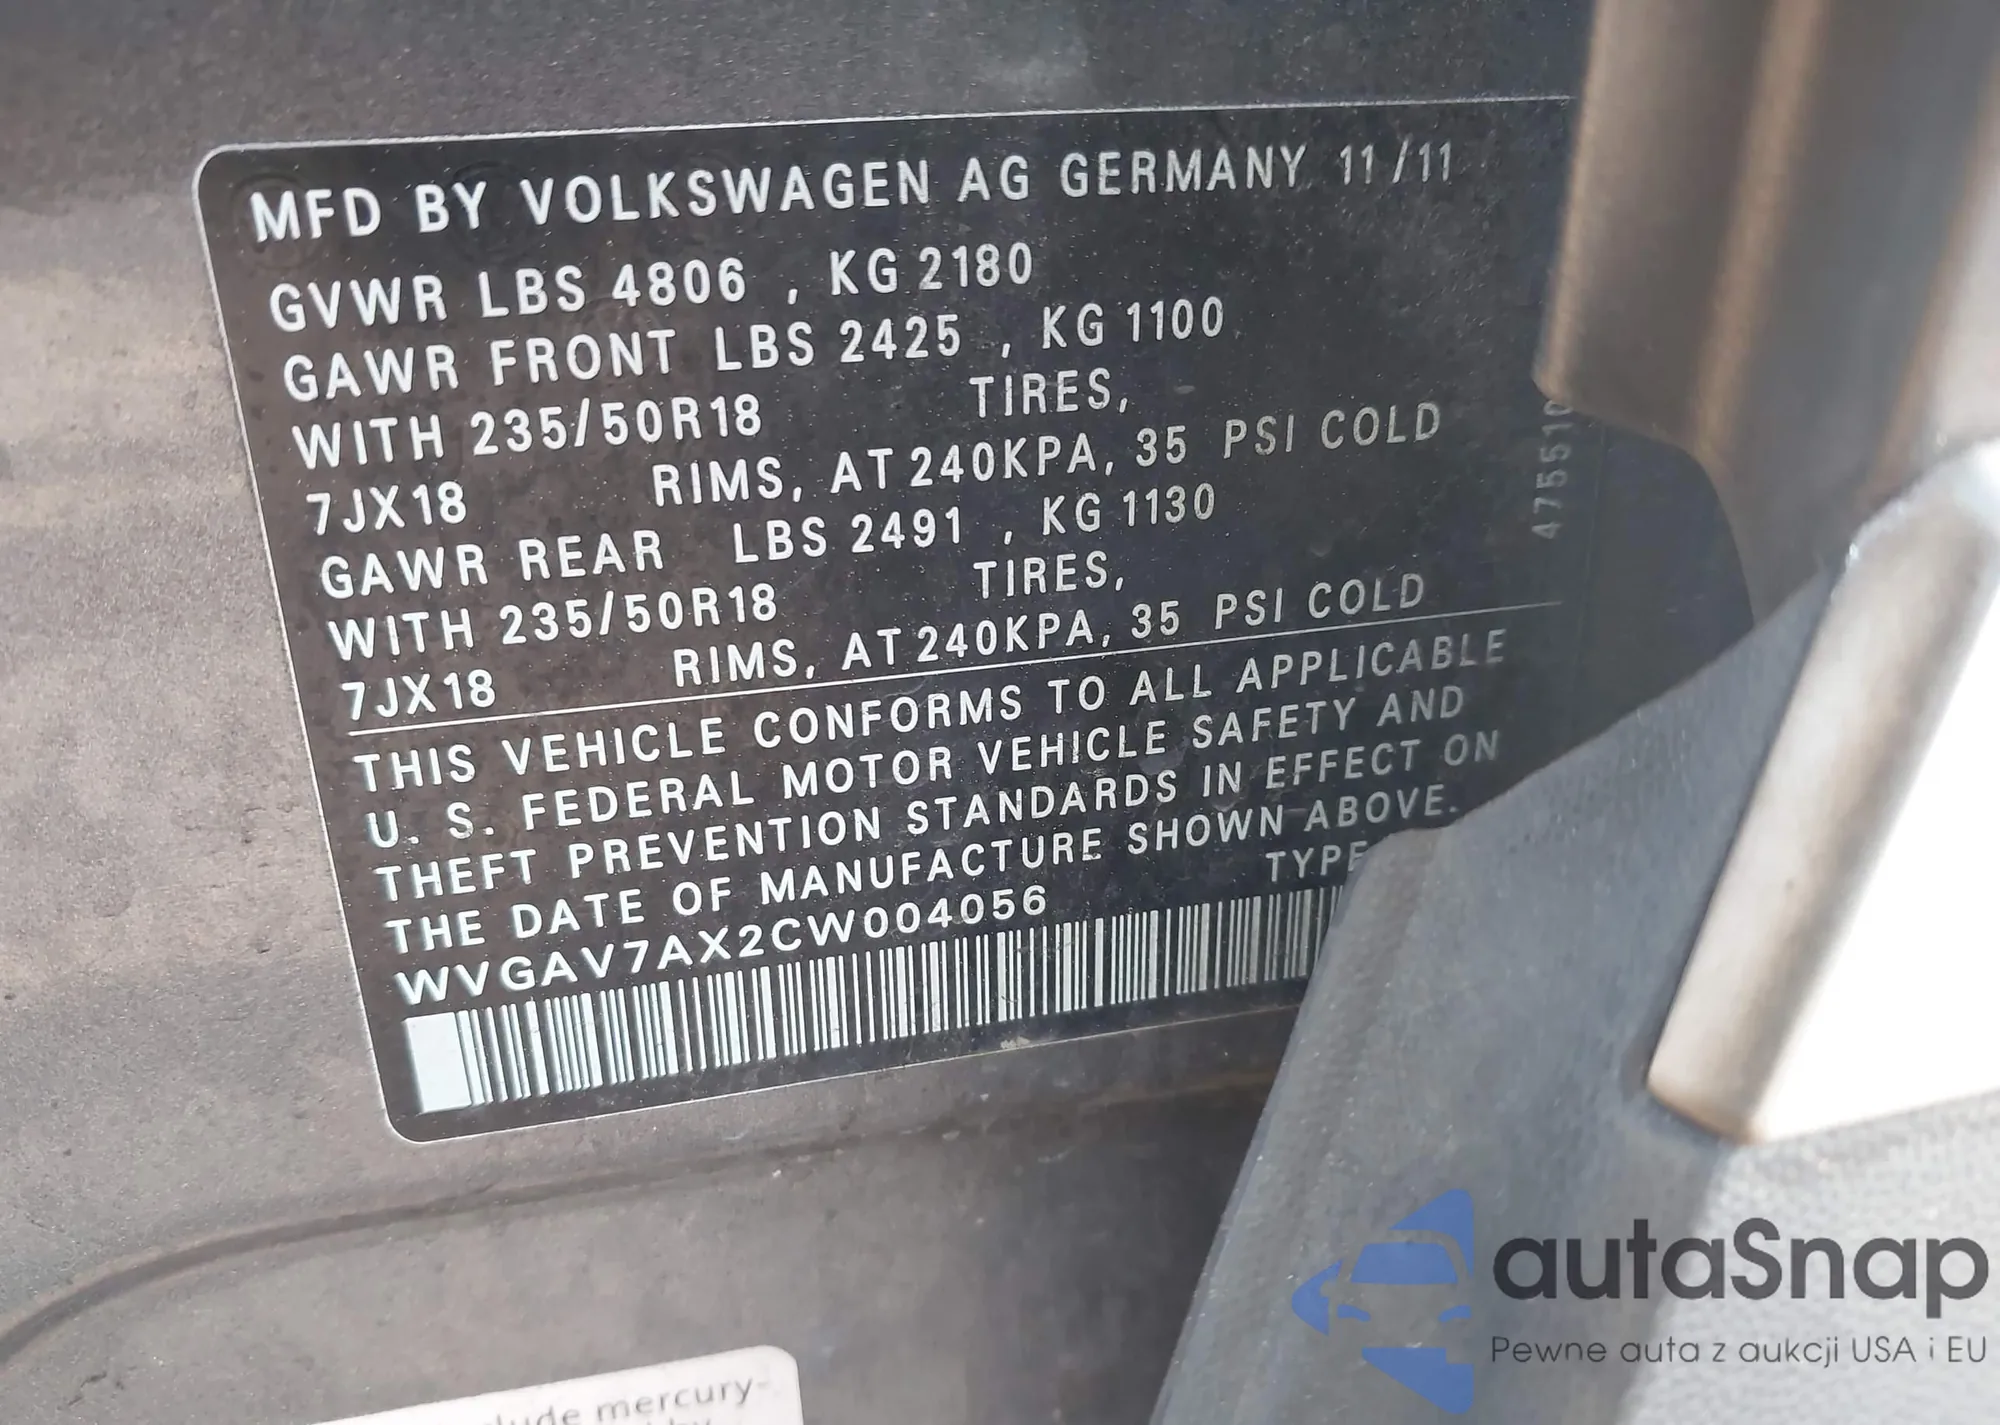 MFD BY VOLKSWAGEN AG GERMANY 11/11
GVWR LBS 4806 , KG 2180
GAWR FRONT LBS 2425 , KG 1100
WITH 235/50R18 TIRES,
7JX18 RIMS, AT 240KPA, 35 PSI COLD
GAWR REAR LBS 2491 , KG 1130
WITH 235/50R18 TIRES,
7JX18 RIMS, AT 240KPA, 35 PSI COLD
THIS VEHICLE CONFORMS TO ALL APPLICABLE
U. S. FEDERAL MOTOR VEHICLE SAFETY AND
THEFT PREVENTION STANDARDS IN EFFECT ON
THE DATE OF MANUFACTURE SHOWN ABOVE.
WVGAV7AX2CW004056 TYPE
475510
mercury-
autaSnap
Pewne auta z aukcji USA i EU